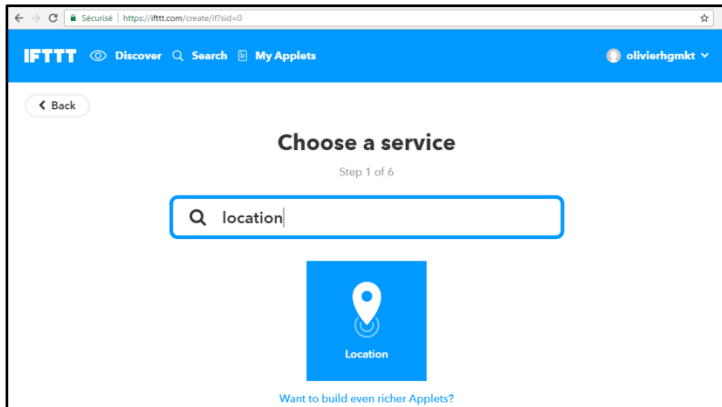 Sécurisé | https://ifttt.com/create/if?sid=0
IFTTT Discover Search My Applets olivierhgmkt
Back
Choose a service
Step 1 of 6
location
Location
Want to build even richer Applets?